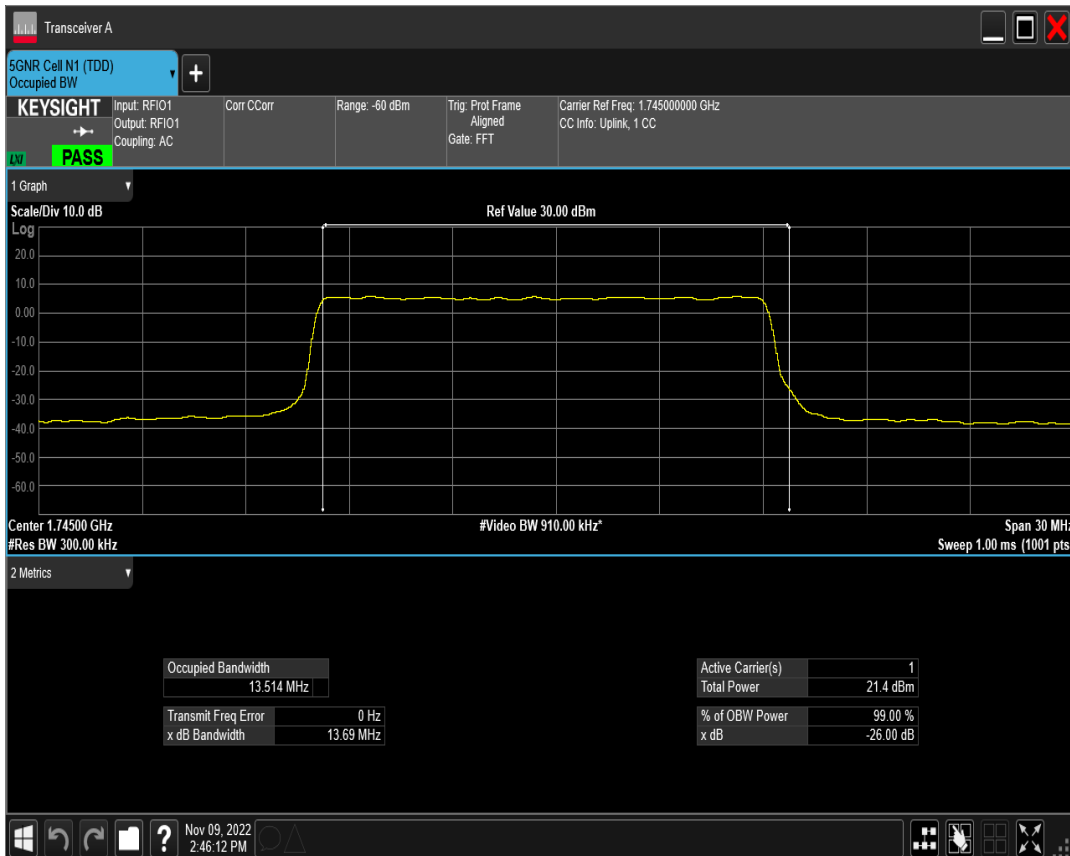 Transceiver A
5GNR Cell N1 (TDD)
Occupied BW
+
KEYSIGHT
LXI
PASS
Input: RFIO1
Output: RFIO1
Coupling: AC
Corr CCorr
Range: -60 dBm
Trig: Prot Frame
Aligned
Gate: FFT
Carrier Ref Freq: 1.745000000 GHz
CC Info: Uplink, 1 CC
1 Graph
Scale/Div 10.0 dB
Ref Value 30.00 dBm
Log
20.0
10.0
0.00
-10.0
-20.0
-30.0
-40.0
-50.0
-60.0
Center 1.74500 GHz
#Video BW 910.00 kHz*
Span 30 MHz
#Res BW 300.00 kHz
Sweep 1.00 ms (1001 pts
2 Metrics
Occupied Bandwidth
13.514 MHz
Transmit Freq Error 0 Hz
x dB Bandwidth 13.69 MHz
Active Carrier(s) 1
Total Power 21.4 dBm
% of OBW Power 99.00 %
x dB -26.00 dB
?
Nov 09, 2022
2:46:12 PM